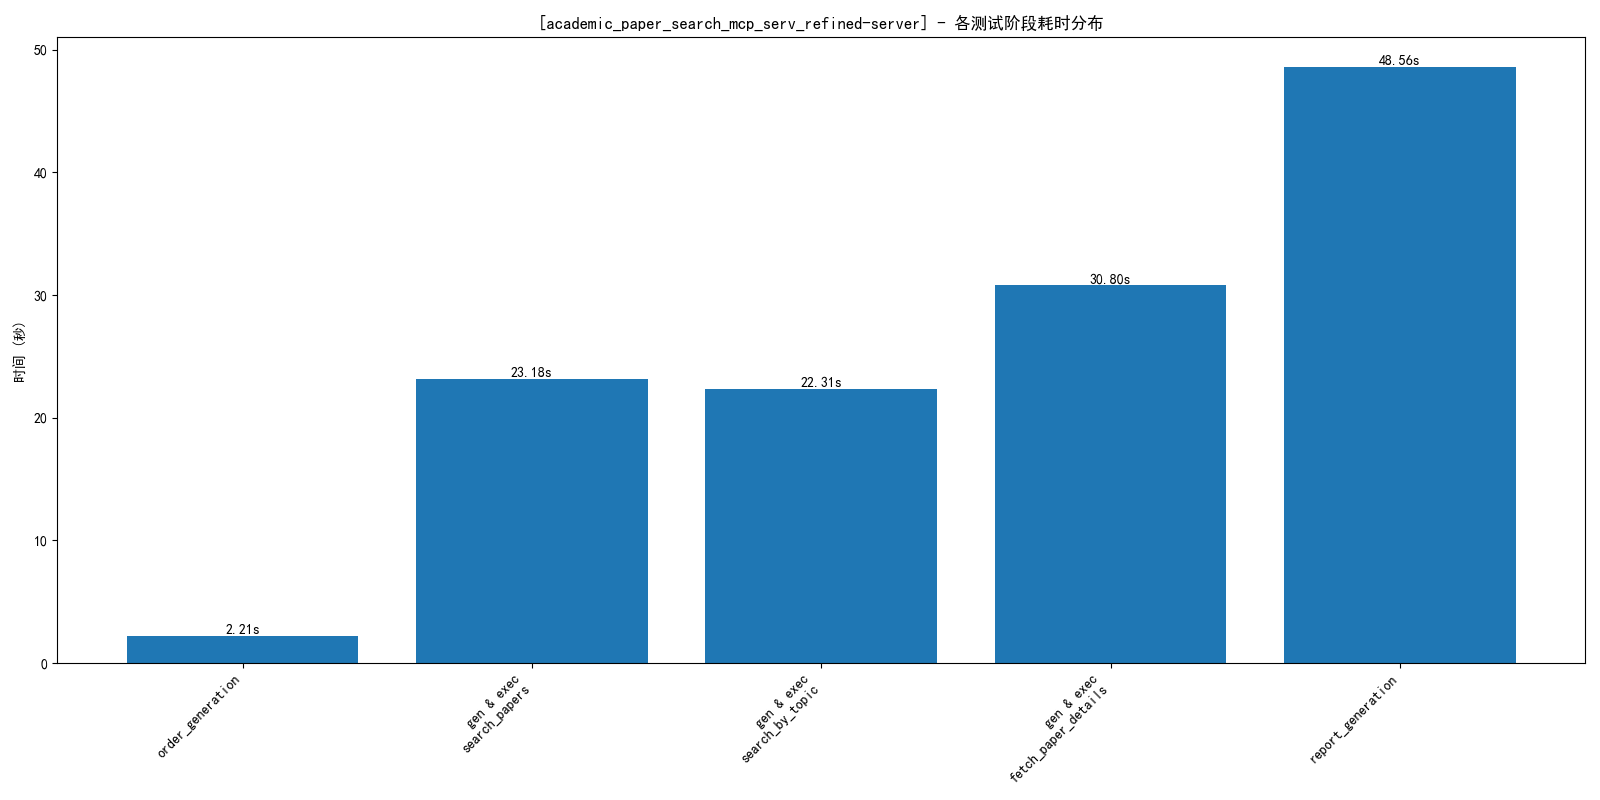 [academic_paper_search_mcp_serv_refined-server] - 各测试阶段耗时分布
时间 (秒)
50
40
30
20
10
0
2.21s
23.18s
22.31s
30.80s
48.56s
order_generation
gen & exec
search_papers
gen & exec
search_by_topic
gen & exec
fetch_paper_details
report_generation